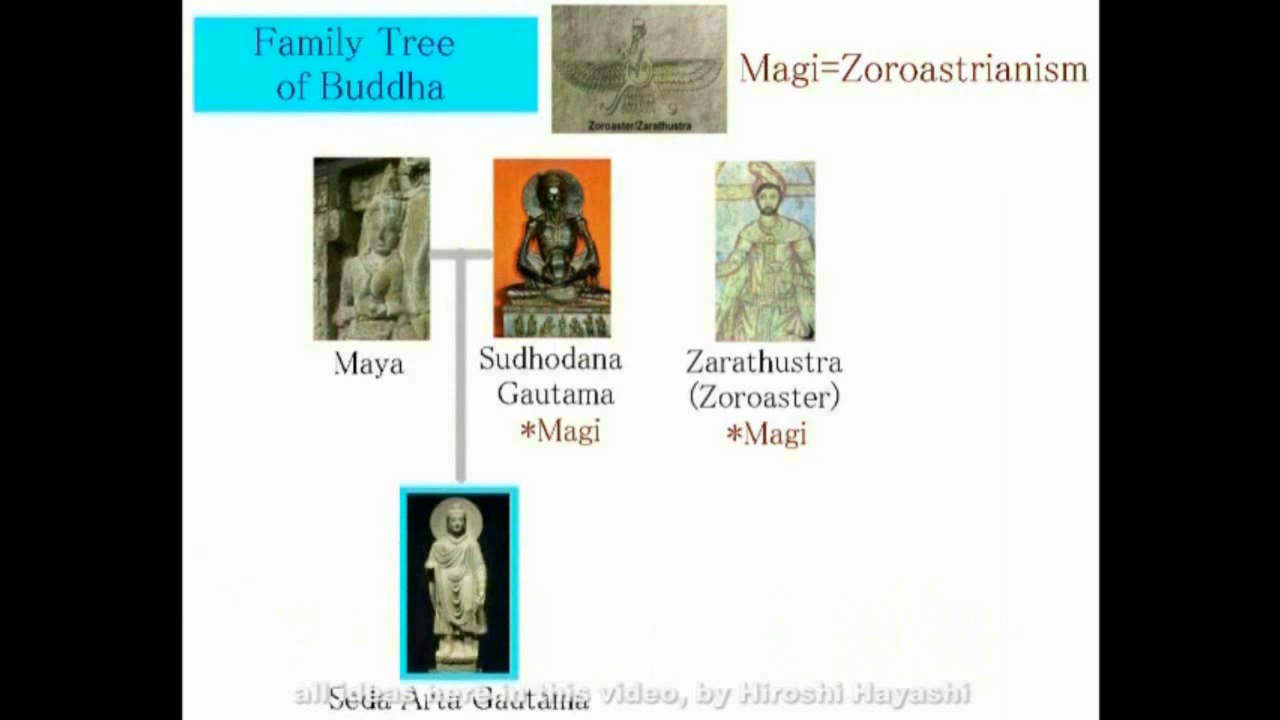 Family Tree
of Buddha
Zoroaster/Zarathustra
Magi=Zoroastrianism
Maya
Sudhodana
Gautama
*Magi
Zarathustra
(Zoroaster)
*Magi
Seda Arta Gautama
all ideas here in this video, by Hiroshi Hayashi